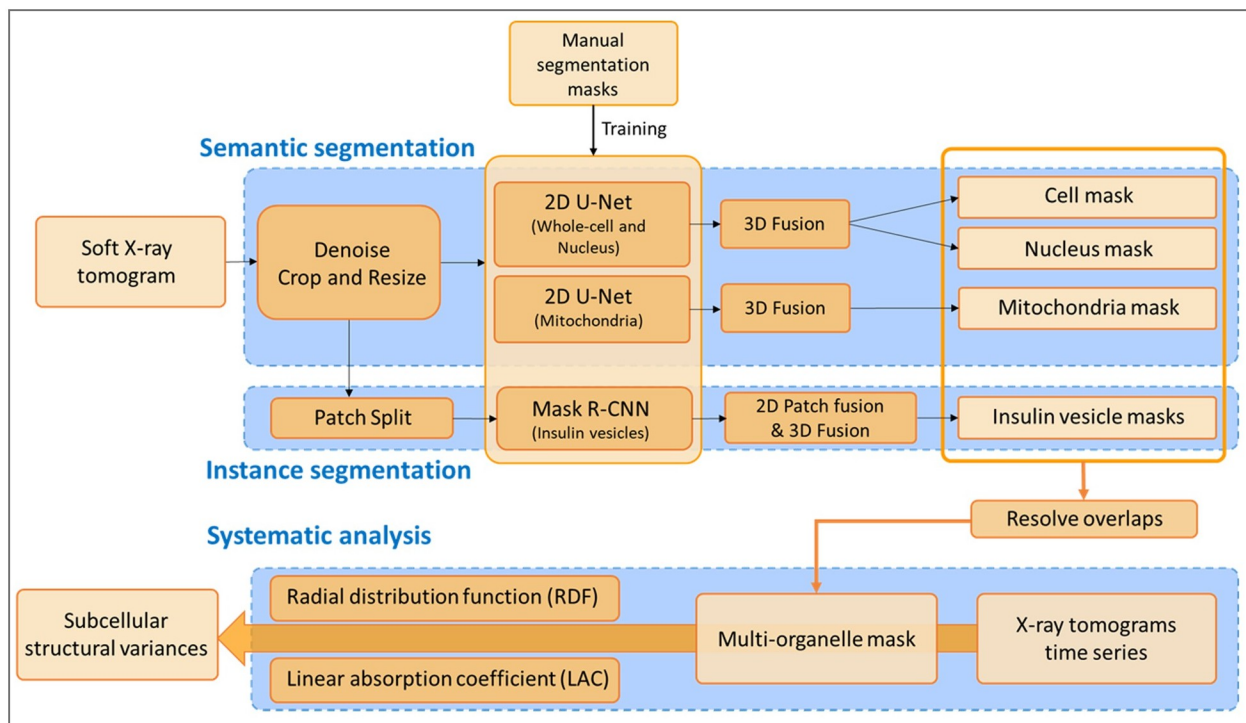 Manual
segmentation
masks
Training
Semantic segmentation
Soft X-ray
tomogram
Denoise
Crop and Resize
2D U-Net
(Whole-cell and
Nucleus)
3D Fusion
Cell mask
Nucleus mask
2D U-Net
(Mitochondria)
3D Fusion
Mitochondria mask
Patch Split
Mask R-CNN
(Insulin vesicles)
2D Patch fusion
& 3D Fusion
Insulin vesicle masks
Instance segmentation
Resolve overlaps
Systematic analysis
Radial distribution function (RDF)
Subcellular
structural variances
Multi-organelle mask
X-ray tomograms
time series
Linear absorption coefficient (LAC)